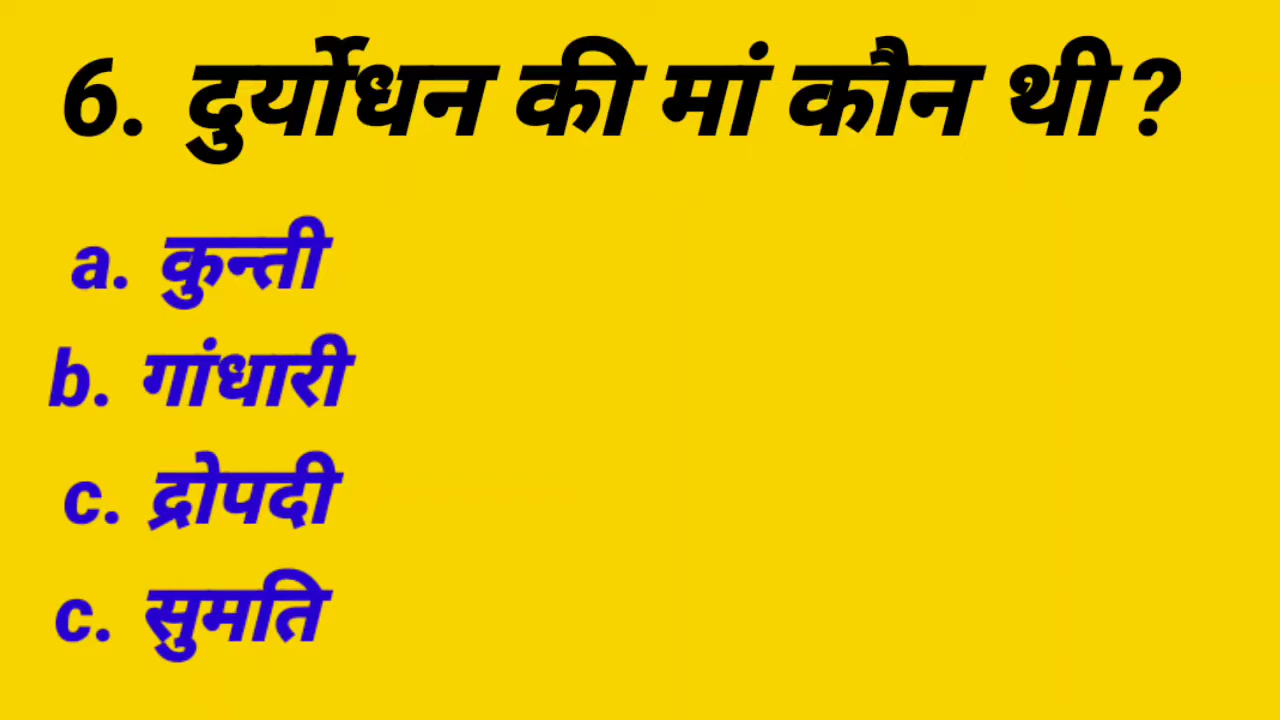 6. दुर्योधन की मां कौन थी?
a. कुन्ती
b. गांधारी
c. द्रोपदी
c. सुमति